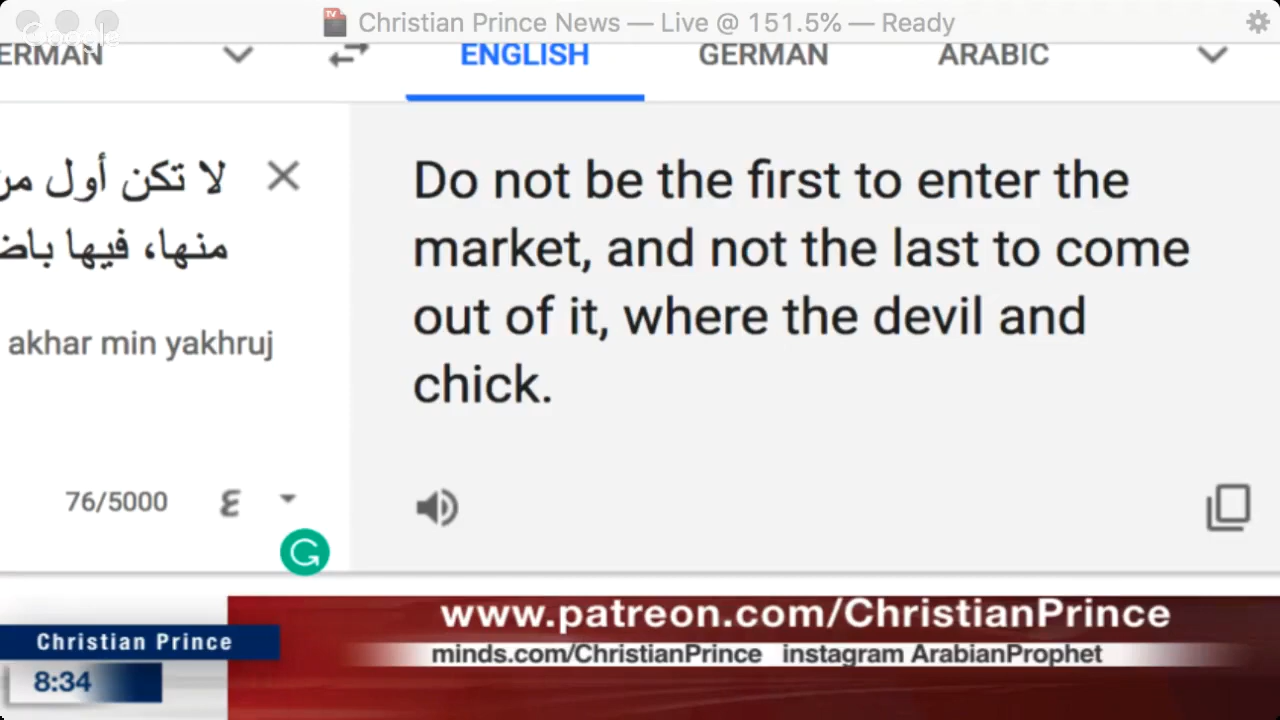 Christian Prince News — Live @ 151.5% — Ready
Google
ERMAN
ENGLISH
GERMAN
ARABIC
لا تكن أول من
منها، فيها باض
akhar min yakhruj
76/5000
ع
Do not be the first to enter the
market, and not the last to come
out of it, where the devil and
chick.
www.patreon.com/ChristianPrince
Christian Prince
minds.com/ChristianPrince instagram ArabianProphet
8:34